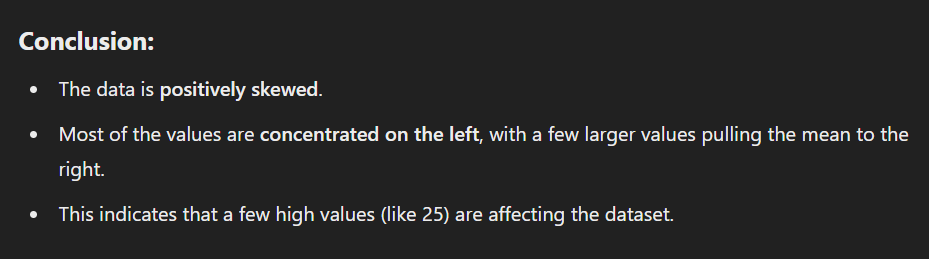 Conclusion:
• The data is positively skewed.
• Most of the values are concentrated on the left, with a few larger values pulling the mean to the
right.
• This indicates that a few high values (like 25) are affecting the dataset.